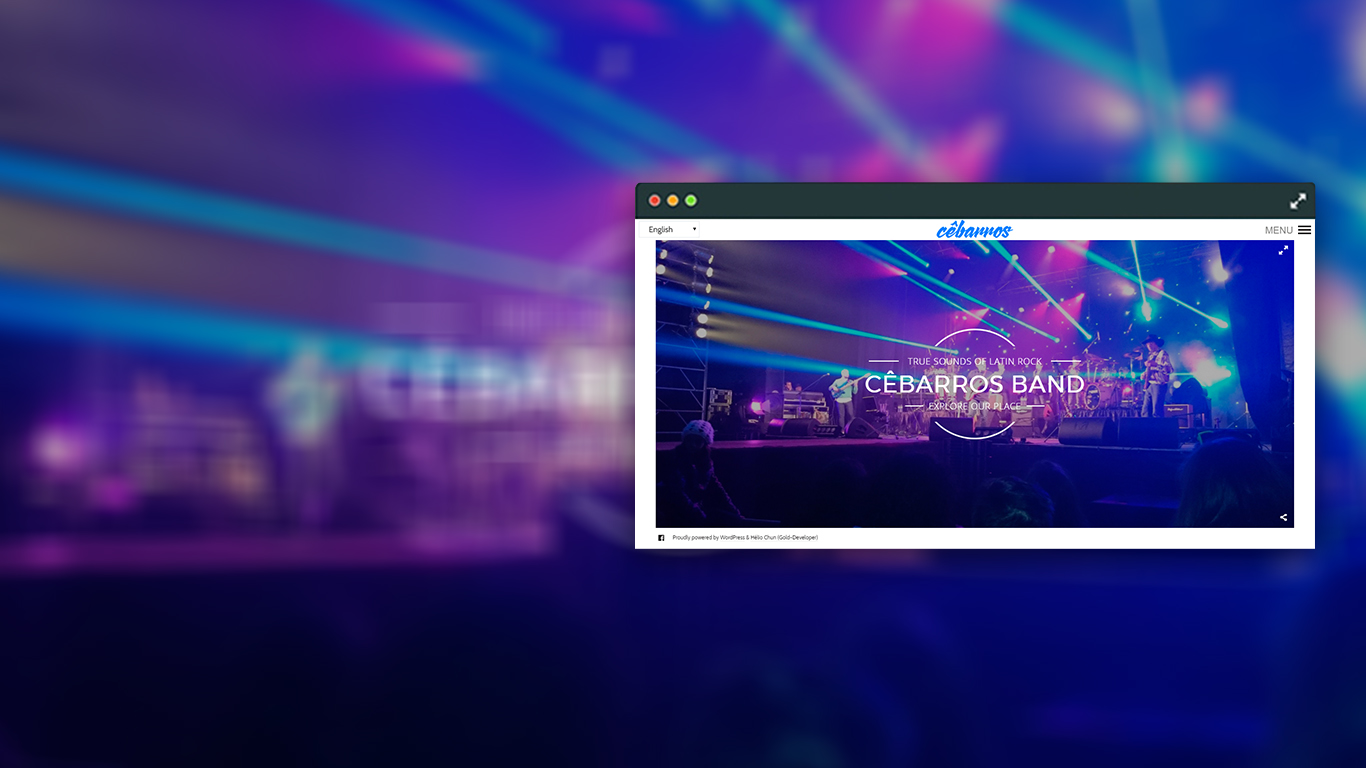 English
cêbarros
MENU
TRUE SOUNDS OF LATIN ROCK
CÊBARROS BAND
EXPLORE OUR PLACE
Proudly powered by WordPress & Hélio Chun (Gold-Developer)